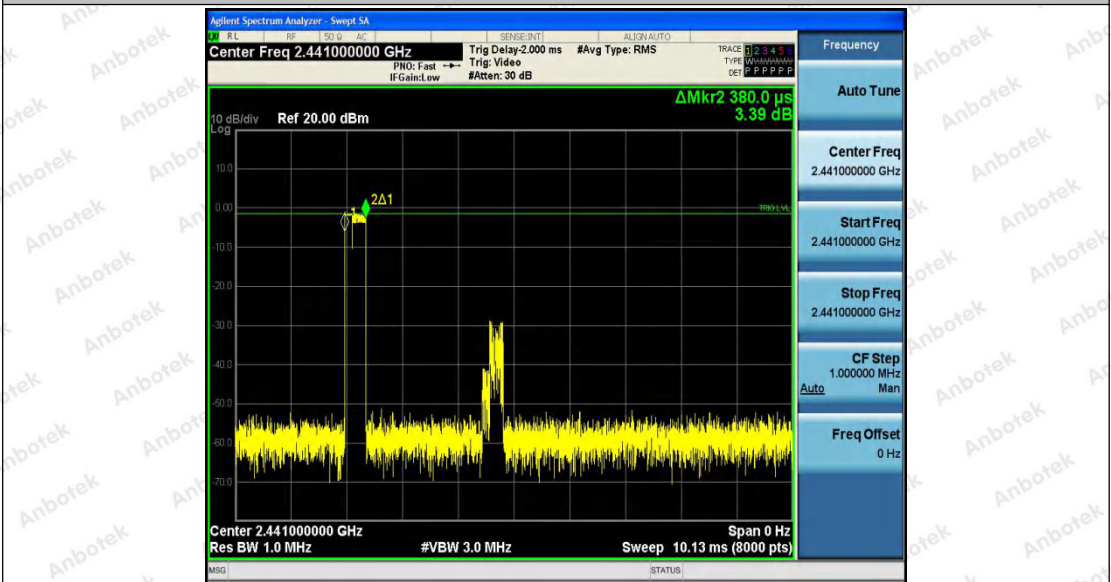 Agilent Spectrum Analyzer - Swept SA
LXI RL RF 50 Ω AC SENSE:INT ALIGN AUTO
Center Freq 2.441000000 GHz
PNO: Fast
IFGain:Low
Trig Delay-2.000 ms
Trig: Video
#Atten: 30 dB
#Avg Type: RMS
TRACE 1 2 3 4 5 6
TYPE WWWWWW
DET P P P P P P
ΔMkr2 380.0 µs
3.39 dB
10 dB/div Ref 20.00 dBm
Log
10.0
0.00
-10.0
-20.0
-30.0
-40.0
-50.0
-60.0
-70.0
1
2Δ1
TRIG LVL
Center 2.441000000 GHz Span 0 Hz
Res BW 1.0 MHz #VBW 3.0 MHz Sweep 10.13 ms (8000 pts)
MSG STATUS
Frequency
Auto Tune
Center Freq
2.441000000 GHz
Start Freq
2.441000000 GHz
Stop Freq
2.441000000 GHz
CF Step
1.000000 MHz
Auto Man
Freq Offset
0 Hz
Anbotek